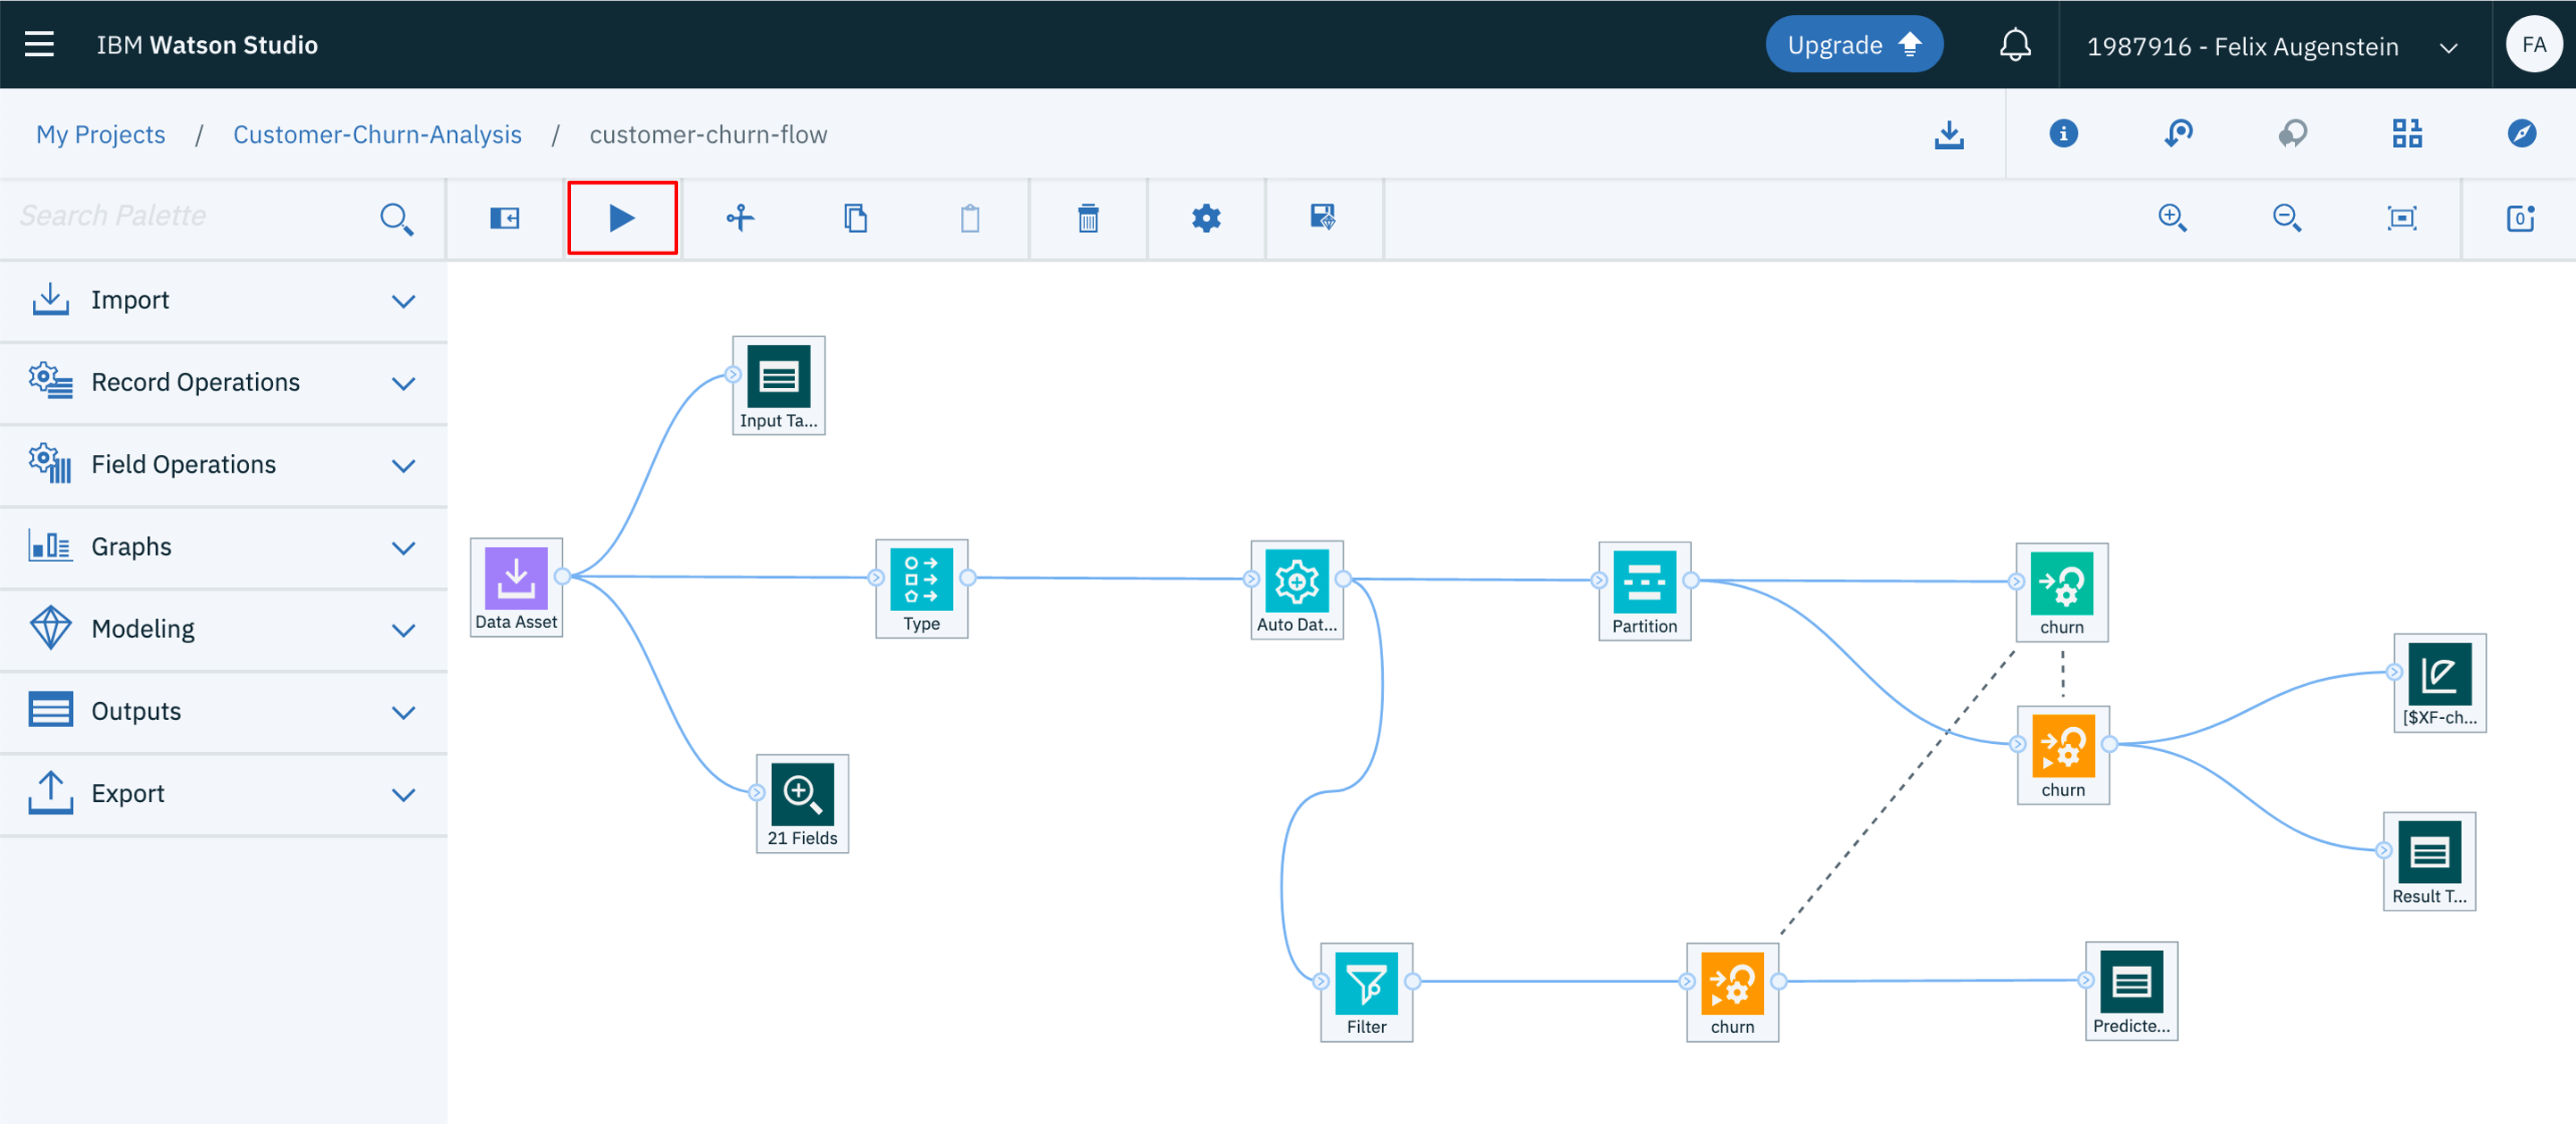 IBM Watson Studio
Upgrade
1987916 - Felix Augenstein
FA
My Projects / Customer-Churn-Analysis / customer-churn-flow
Search Palette
Import
Record Operations
Field Operations
Graphs
Modeling
Outputs
Export
Input Ta...
Data Asset
Type
Auto Dat...
Partition
churn
[$XF-ch...
churn
21 Fields
Result T...
Filter
churn
Predicte...
0